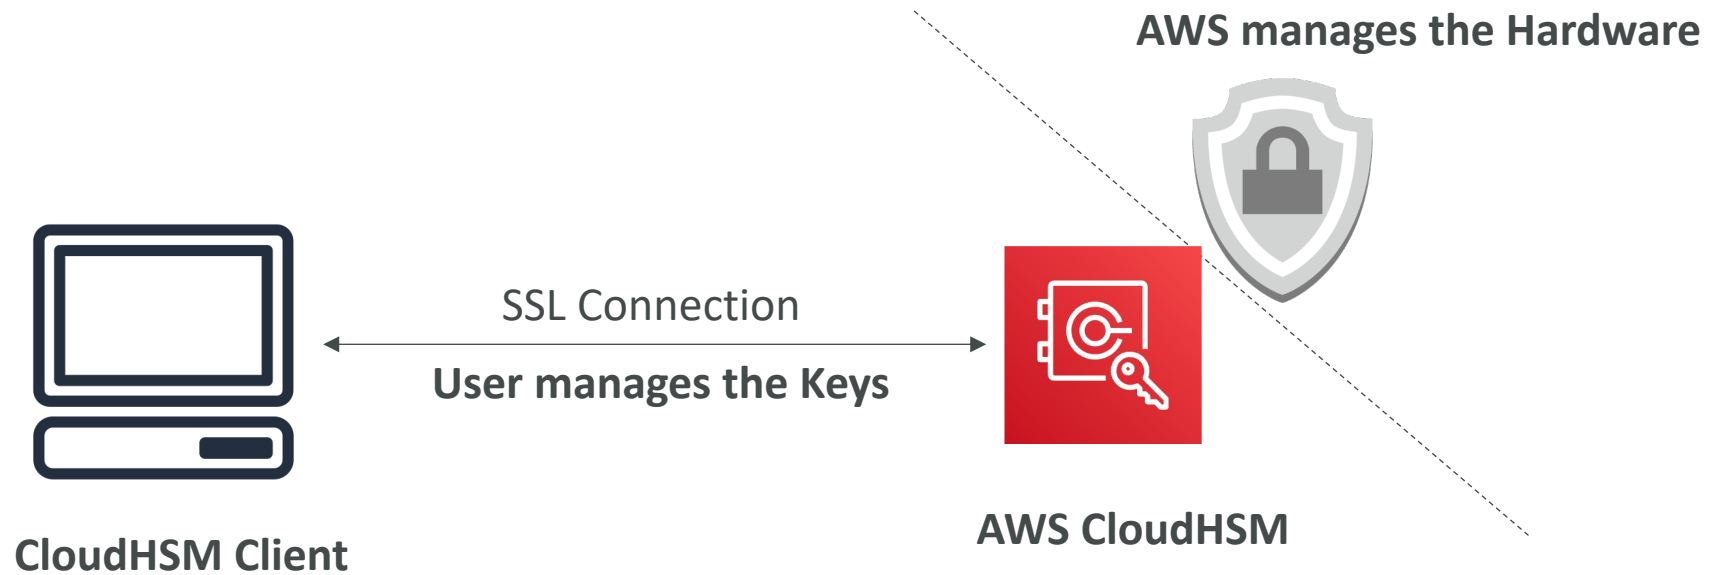 AWS manages the Hardware
SSL Connection
User manages the Keys
AWS CloudHSM
CloudHSM Client